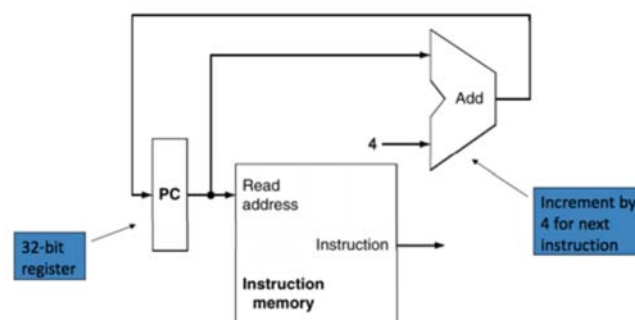 Add
4
PC
Read
address
Increment by
4 for next
instruction
32-bit
register
Instruction
Instruction
memory